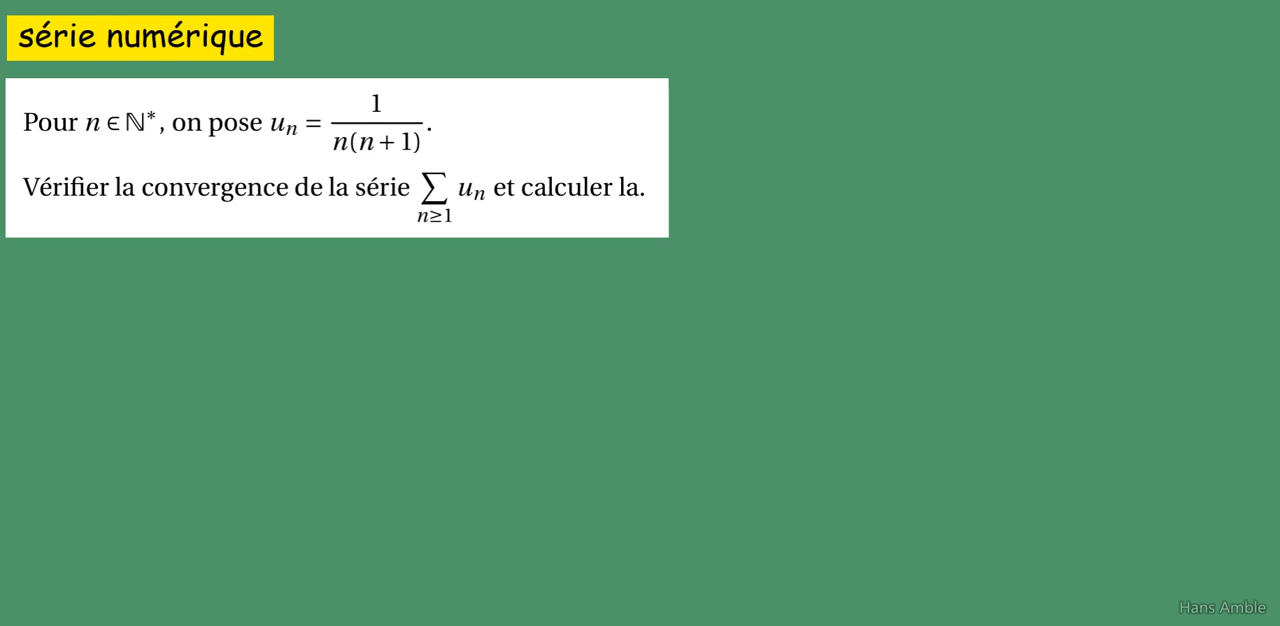 série numérique
Pour n ∈ ℕ*, on pose uₙ = 1/(n(n + 1)).
Vérifier la convergence de la série ∑_{n≥1} uₙ et calculer la.
Hans Amble